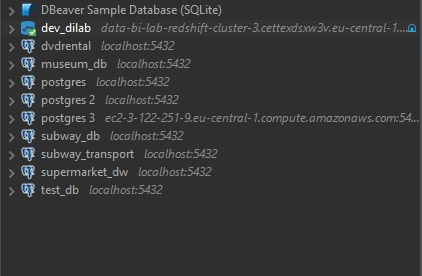 DBeaver Sample Database (SQLite)
dev_dilab data-bi-lab-redshift-cluster-3.cettexdsxw3v.eu-central-1....
dvdrental localhost:5432
museum_db localhost:5432
postgres localhost:5432
postgres 2 localhost:5432
postgres 3 ec2-3-122-251-9.eu-central-1.compute.amazonaws.com:54...
subway_db localhost:5432
subway_transport localhost:5432
supermarket_dw localhost:5432
test_db localhost:5432